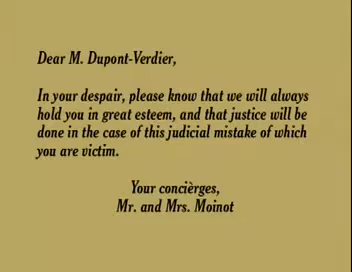 Dear M. Dupont-Verdier,
In your despair, please know that we will always
hold you in great esteem, and that justice will be
done in the case of this judicial mistake of which
you are victim.
Your concièrges,
Mr. and Mrs. Moinot